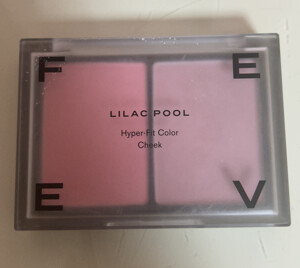 F E
LILAC POOL
Hyper-Fit Color
Cheek
E V